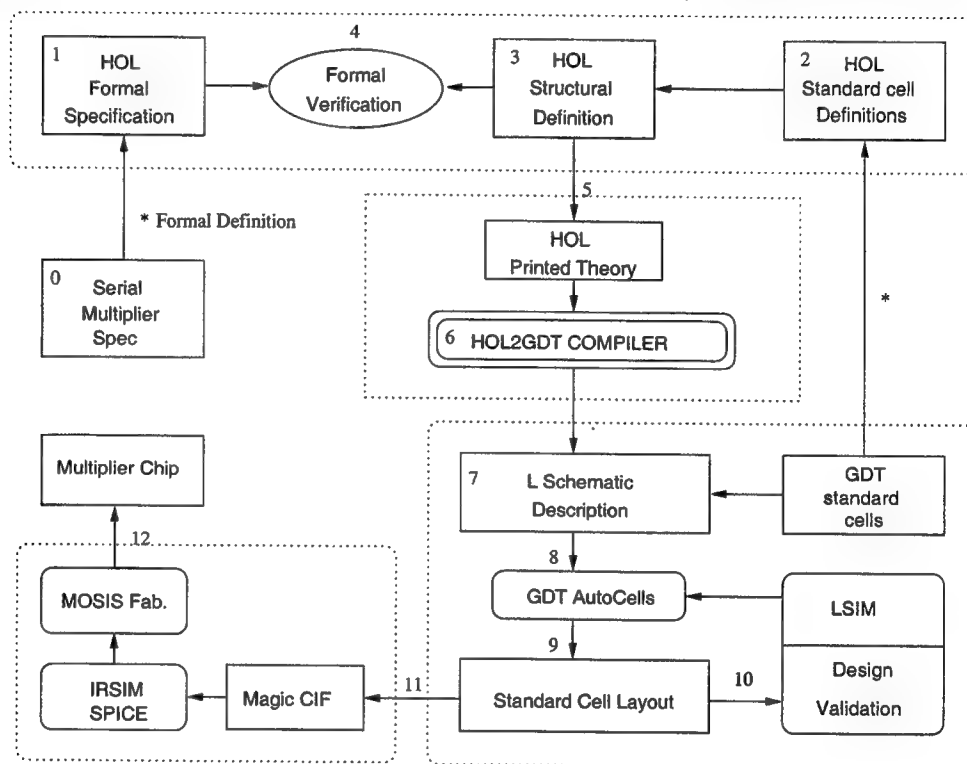 4
1
HOL
Formal
Specification
Formal
Verification
3
HOL
Structural
Definition
2
HOL
Standard cell
Definitions
* Formal Definition
5
HOL
Printed Theory
0
Serial
Multiplier
Spec
*
6
HOL2GDT COMPILER
Multiplier Chip
7
L Schematic
Description
GDT
standard
cells
12
8
MOSIS Fab.
GDT AutoCells
LSIM
9
IRSIM
SPICE
Magic CIF
11
Standard Cell Layout
10
Design
Validation